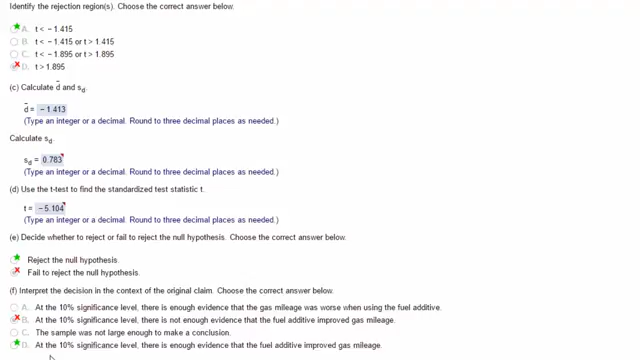 Identify the rejection region(s). Choose the correct answer below.
A. t < - 1.415
B. t < - 1.415 or t > 1.415
C. t < - 1.895 or t > 1.895
D. t > 1.895
(c) Calculate d and sd.
d = - 1.413
(Type an integer or a decimal. Round to three decimal places as needed.)
Calculate sd.
sd = 0.783
(Type an integer or a decimal. Round to three decimal places as needed.)
(d) Use the t-test to find the standardized test statistic t.
t = - 5.104
(Type an integer or a decimal. Round to three decimal places as needed.)
(e) Decide whether to reject or fail to reject the null hypothesis. Choose the correct answer below.
Reject the null hypothesis.
Fail to reject the null hypothesis.
(f) Interpret the decision in the context of the original claim. Choose the correct answer below.
A. At the 10% significance level, there is enough evidence that the gas mileage was worse when using the fuel additive.
B. At the 10% significance level, there is not enough evidence that the fuel additive improved gas mileage.
C. The sample was not large enough to make a conclusion.
D. At the 10% significance level, there is enough evidence that the fuel additive improved gas mileage.